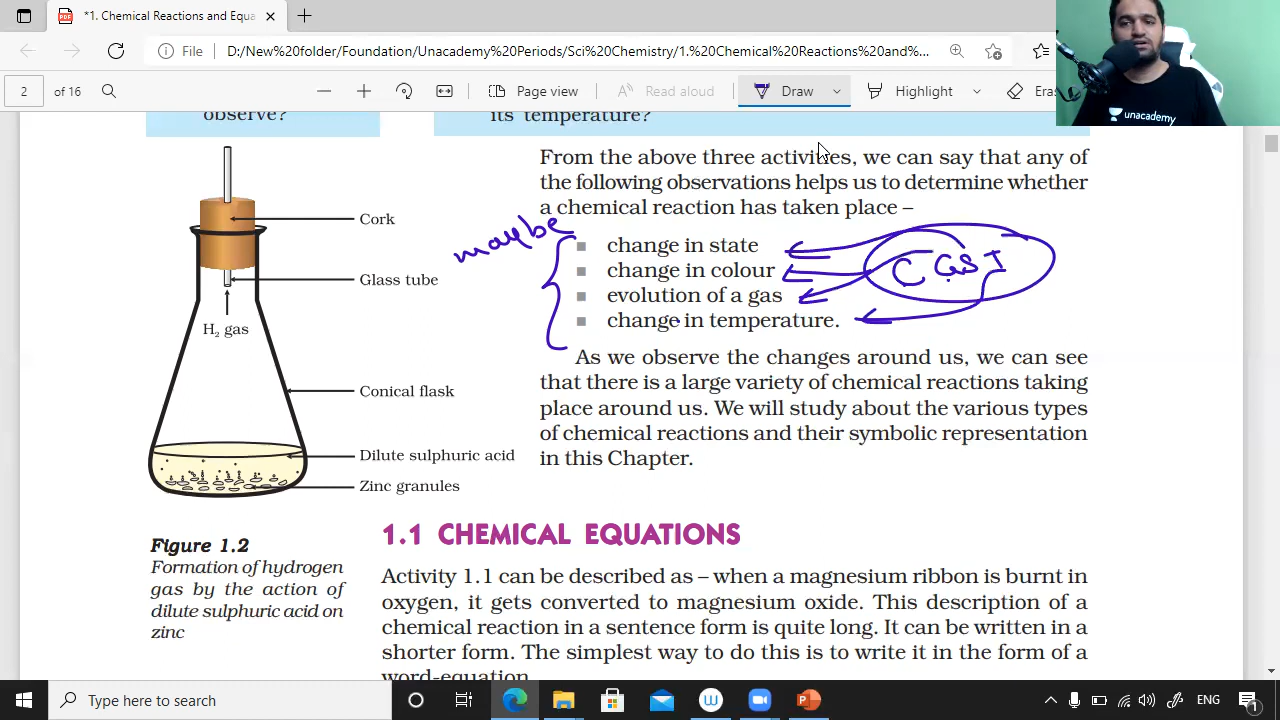 *1. Chemical Reactions and Equa
File D:/New%20folder/Foundation/Unacademy%20Periods/Sci%20Chemistry/1.%20Chemical%20Reactions%20and%...
2 of 16 Page view Read aloud Draw Highlight Eras
unacademy
observe?
its temperature?
From the above three activities, we can say that any of
the following observations helps us to determine whether
a chemical reaction has taken place –
maybe
■ change in state
■ change in colour
■ evolution of a gas
■ change in temperature.
As we observe the changes around us, we can see
that there is a large variety of chemical reactions taking
place around us. We will study about the various types
of chemical reactions and their symbolic representation
in this Chapter.
Cork
Glass tube
H₂ gas
Conical flask
Dilute sulphuric acid
Zinc granules
Figure 1.2
Formation of hydrogen
gas by the action of
dilute sulphuric acid on
zinc
1.1 CHEMICAL EQUATIONS
Activity 1.1 can be described as – when a magnesium ribbon is burnt in
oxygen, it gets converted to magnesium oxide. This description of a
chemical reaction in a sentence form is quite long. It can be written in a
shorter form. The simplest way to do this is to write it in the form of a
word-equation.
Type here to search
ENG
1